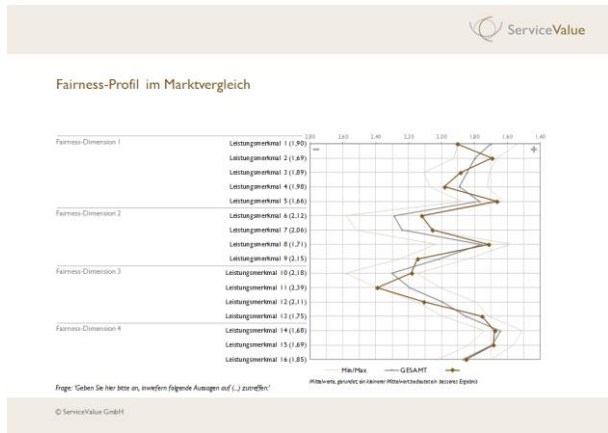 ServiceValue
Fairness-Profil im Marktvergleich
2,80 2,60 2,40 2,20 2,00 1,80 1,60 1,40
Fairness-Dimension 1
Leistungsmerkmal 1 (1,90)
Leistungsmerkmal 2 (1,69)
Leistungsmerkmal 3 (1,89)
Leistungsmerkmal 4 (1,98)
Leistungsmerkmal 5 (1,66)
Fairness-Dimension 2
Leistungsmerkmal 6 (2,12)
Leistungsmerkmal 7 (2,06)
Leistungsmerkmal 8 (1,71)
Leistungsmerkmal 9 (2,15)
Fairness-Dimension 3
Leistungsmerkmal 10 (2,18)
Leistungsmerkmal 11 (2,39)
Leistungsmerkmal 12 (2,11)
Leistungsmerkmal 13 (1,75)
Fairness-Dimension 4
Leistungsmerkmal 14 (1,68)
Leistungsmerkmal 15 (1,69)
Leistungsmerkmal 16 (1,85)
Min/Max GESAMT
Frage: 'Geben Sie hier bitte an, inwiefern folgende Aussagen auf (...) zutreffen.'
Mittelwerte, gerundet; ein kleinerer Mittelwert bedeutet ein besseres Ergebnis
© ServiceValue GmbH